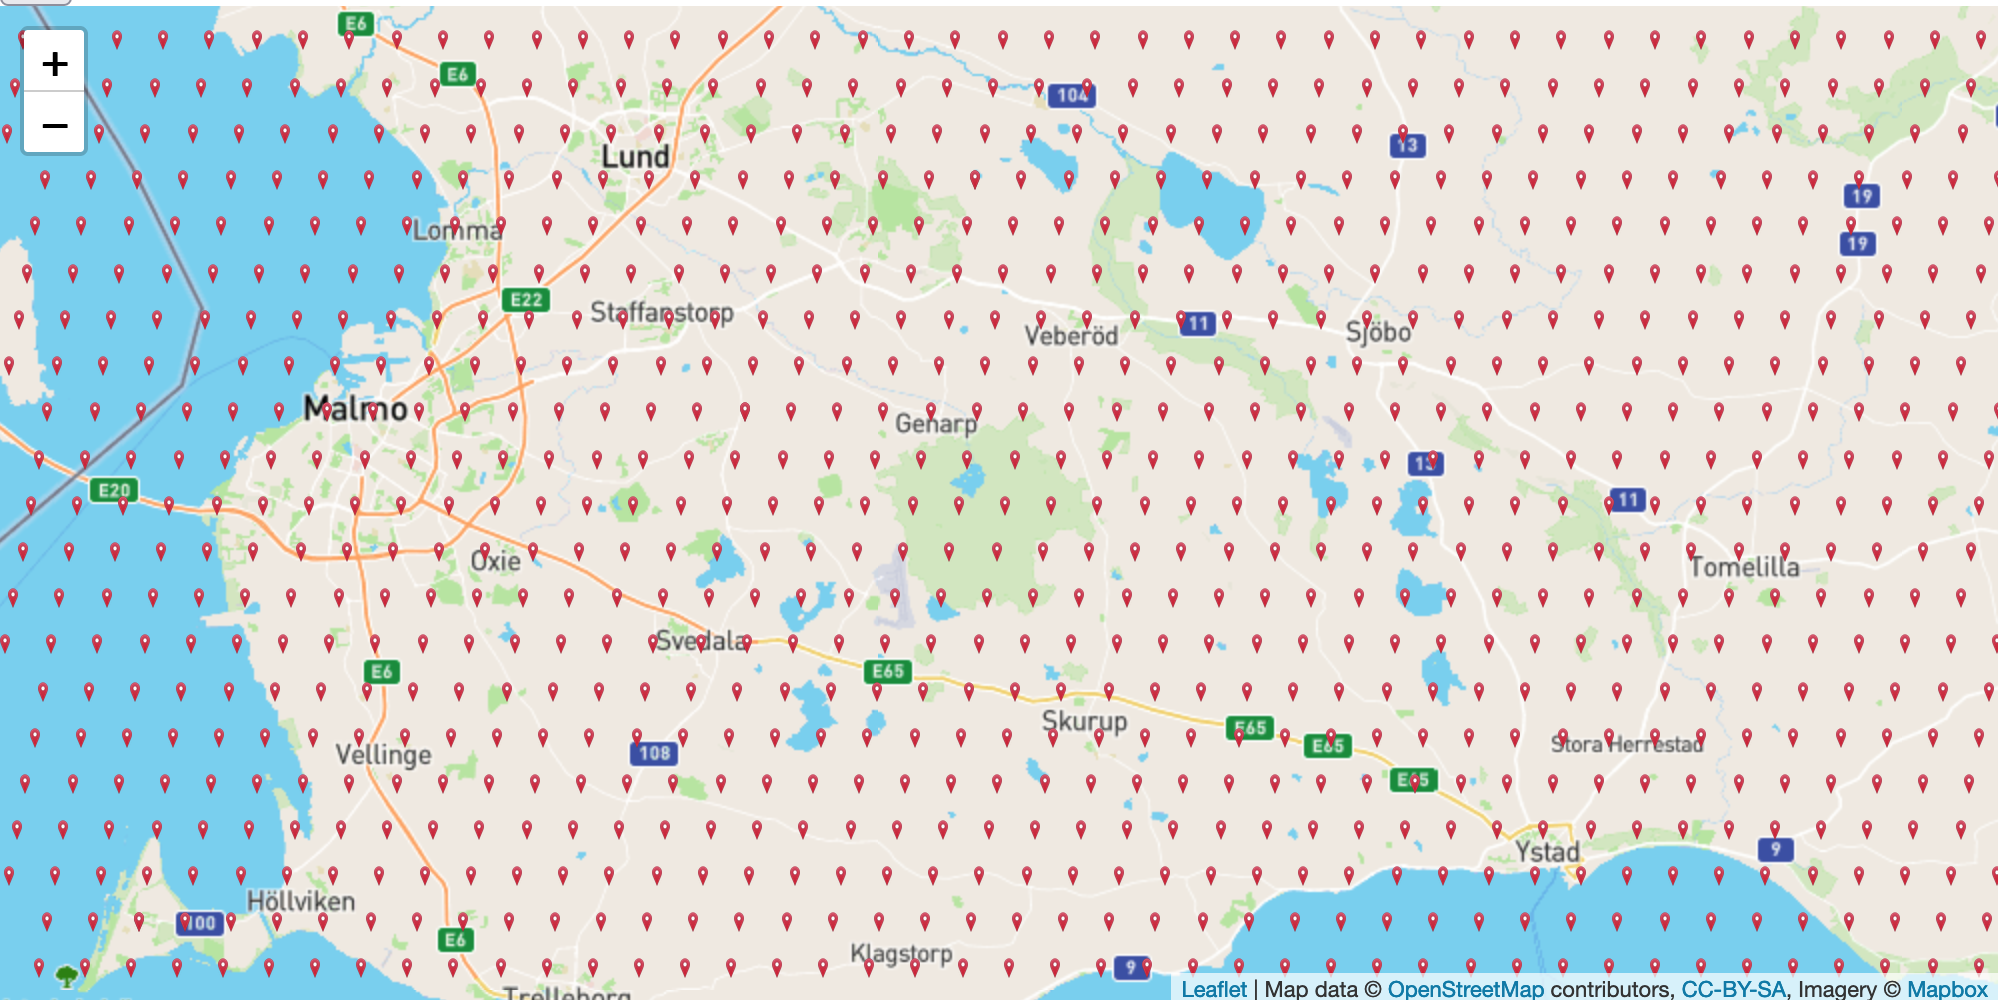 E6
+
E6
104
−
13
Lund
19
Lomma
19
E22
Staffanstorp
11
Veberöd
Sjöbo
Malmö
Genarp
13
E20
11
Oxie
Tomelilla
Svedala
E6
E65
Skurup
E65
E65
Stora Herrestad
Vellinge
108
E65
Ystad
9
Höllviken
100
E6
Klagstorp
9
Trelleborg
Leaflet | Map data © OpenStreetMap contributors, CC-BY-SA, Imagery © Mapbox